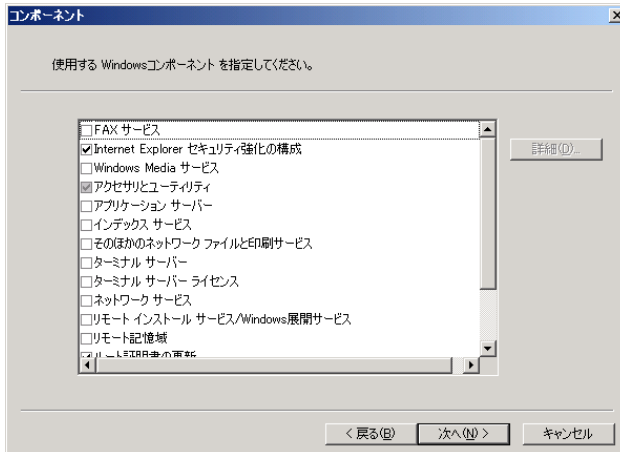 コンポーネント
使用する Windowsコンポーネント を指定してください。
FAX サービス
Internet Explorer セキュリティ強化の構成
詳細(D)...
Windows Media サービス
アクセサリとユーティリティ
アプリケーション サーバー
インデックス サービス
そのほかのネットワーク ファイルと印刷サービス
ターミナル サーバー
ターミナル サーバー ライセンス
ネットワーク サービス
リモート インストール サービス/Windows展開サービス
リモート記憶域
ルート証明書の更新
< 戻る(B)
次へ(N) >
キャンセル